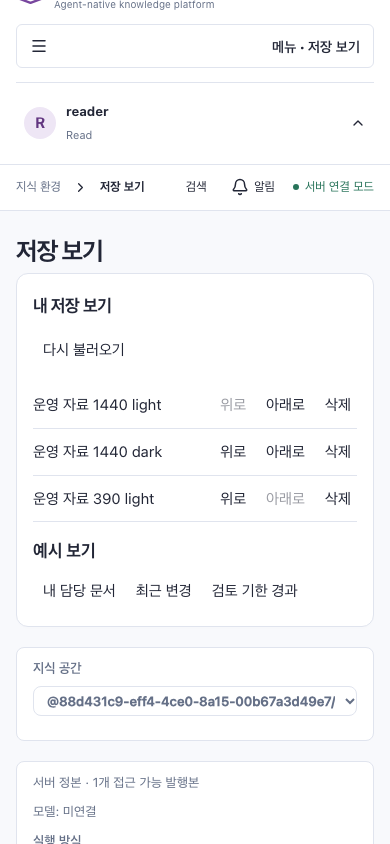 Agent-native knowledge platform
메뉴 · 저장 보기
R
reader
Read
지식 환경 > 저장 보기 검색 알림 서버 연결 모드
저장 보기
내 저장 보기
다시 불러오기
운영 자료 1440 light 위로 아래로 삭제
운영 자료 1440 dark 위로 아래로 삭제
운영 자료 390 light 위로 아래로 삭제
예시 보기
내 담당 문서 최근 변경 검토 기한 경과
지식 공간
@88d431c9-eff4-4ce0-8a15-00b67a3d49e7/
서버 정본 · 1개 접근 가능 발행본
모델: 미연결
실행 방식